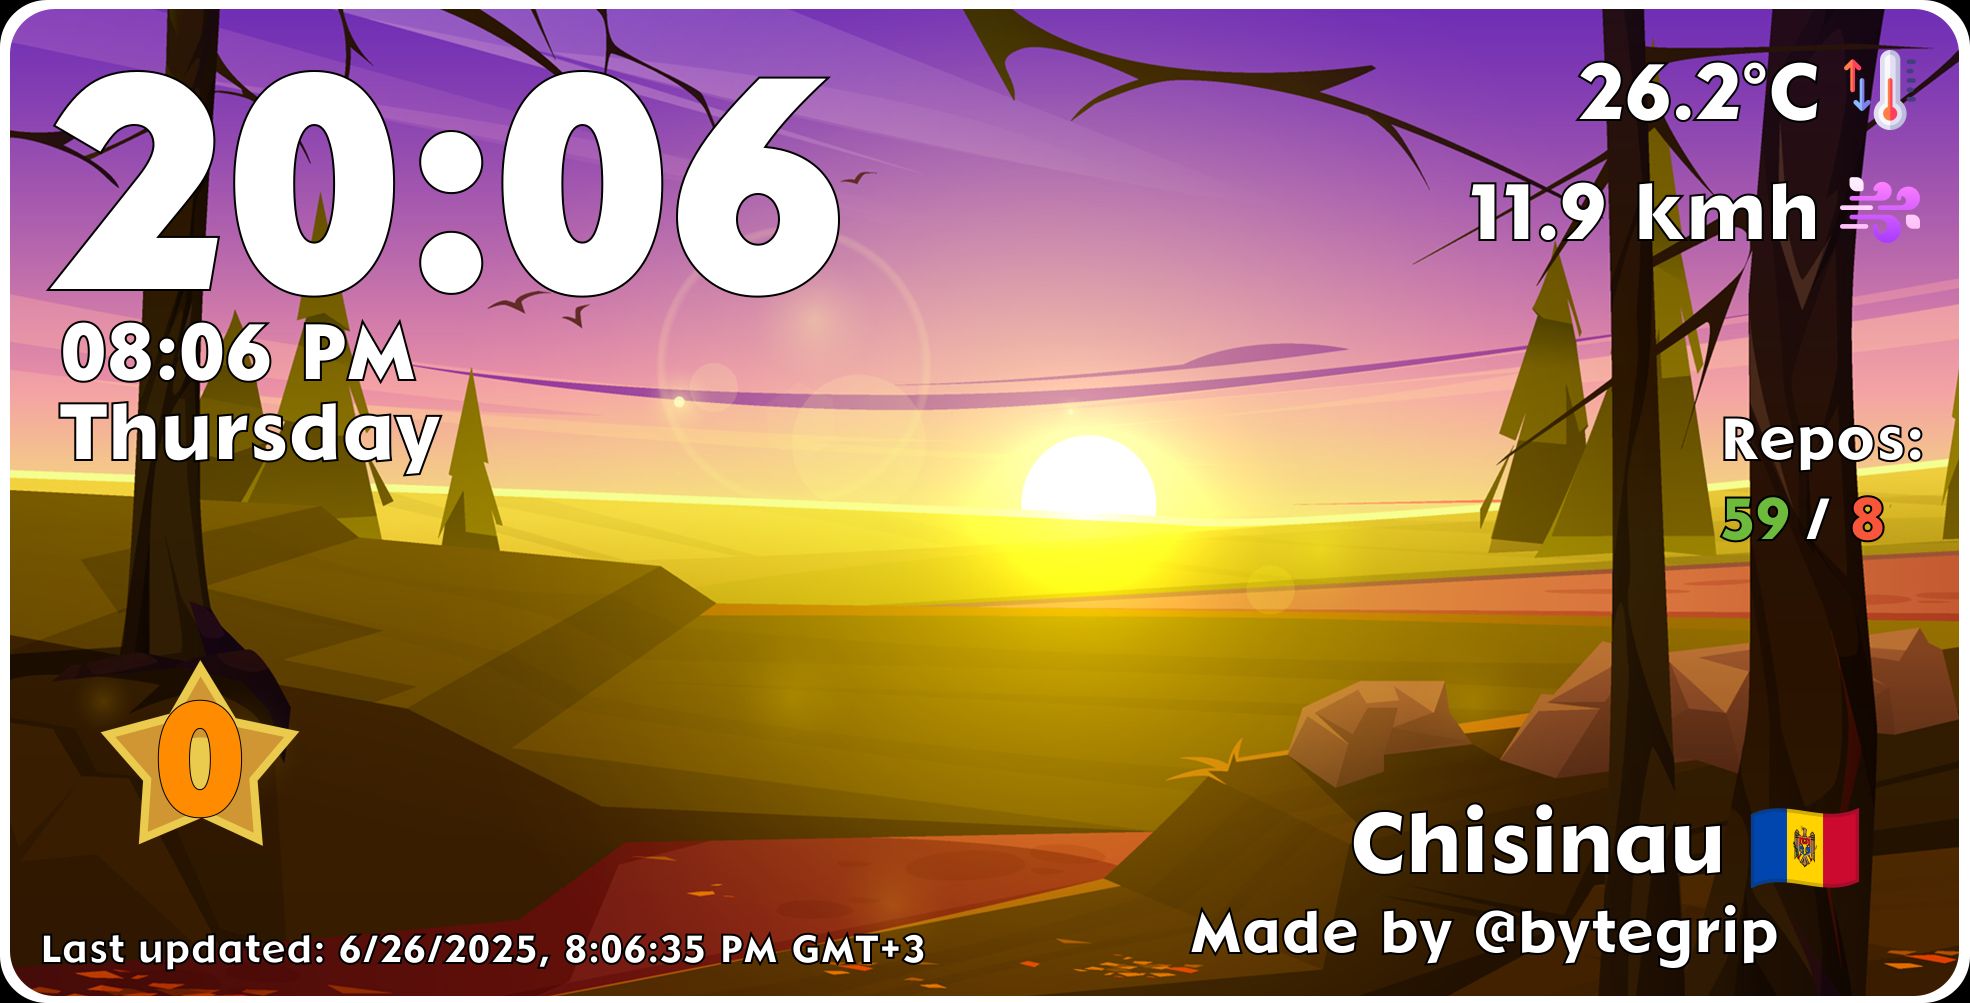 20:06
08:06 PM
Thursday
26.2°C
11.9 kmh
Repos:
59 / 8
0
Chisinau
Made by @bytegrip
Last updated: 6/26/2025, 8:06:35 PM GMT+3